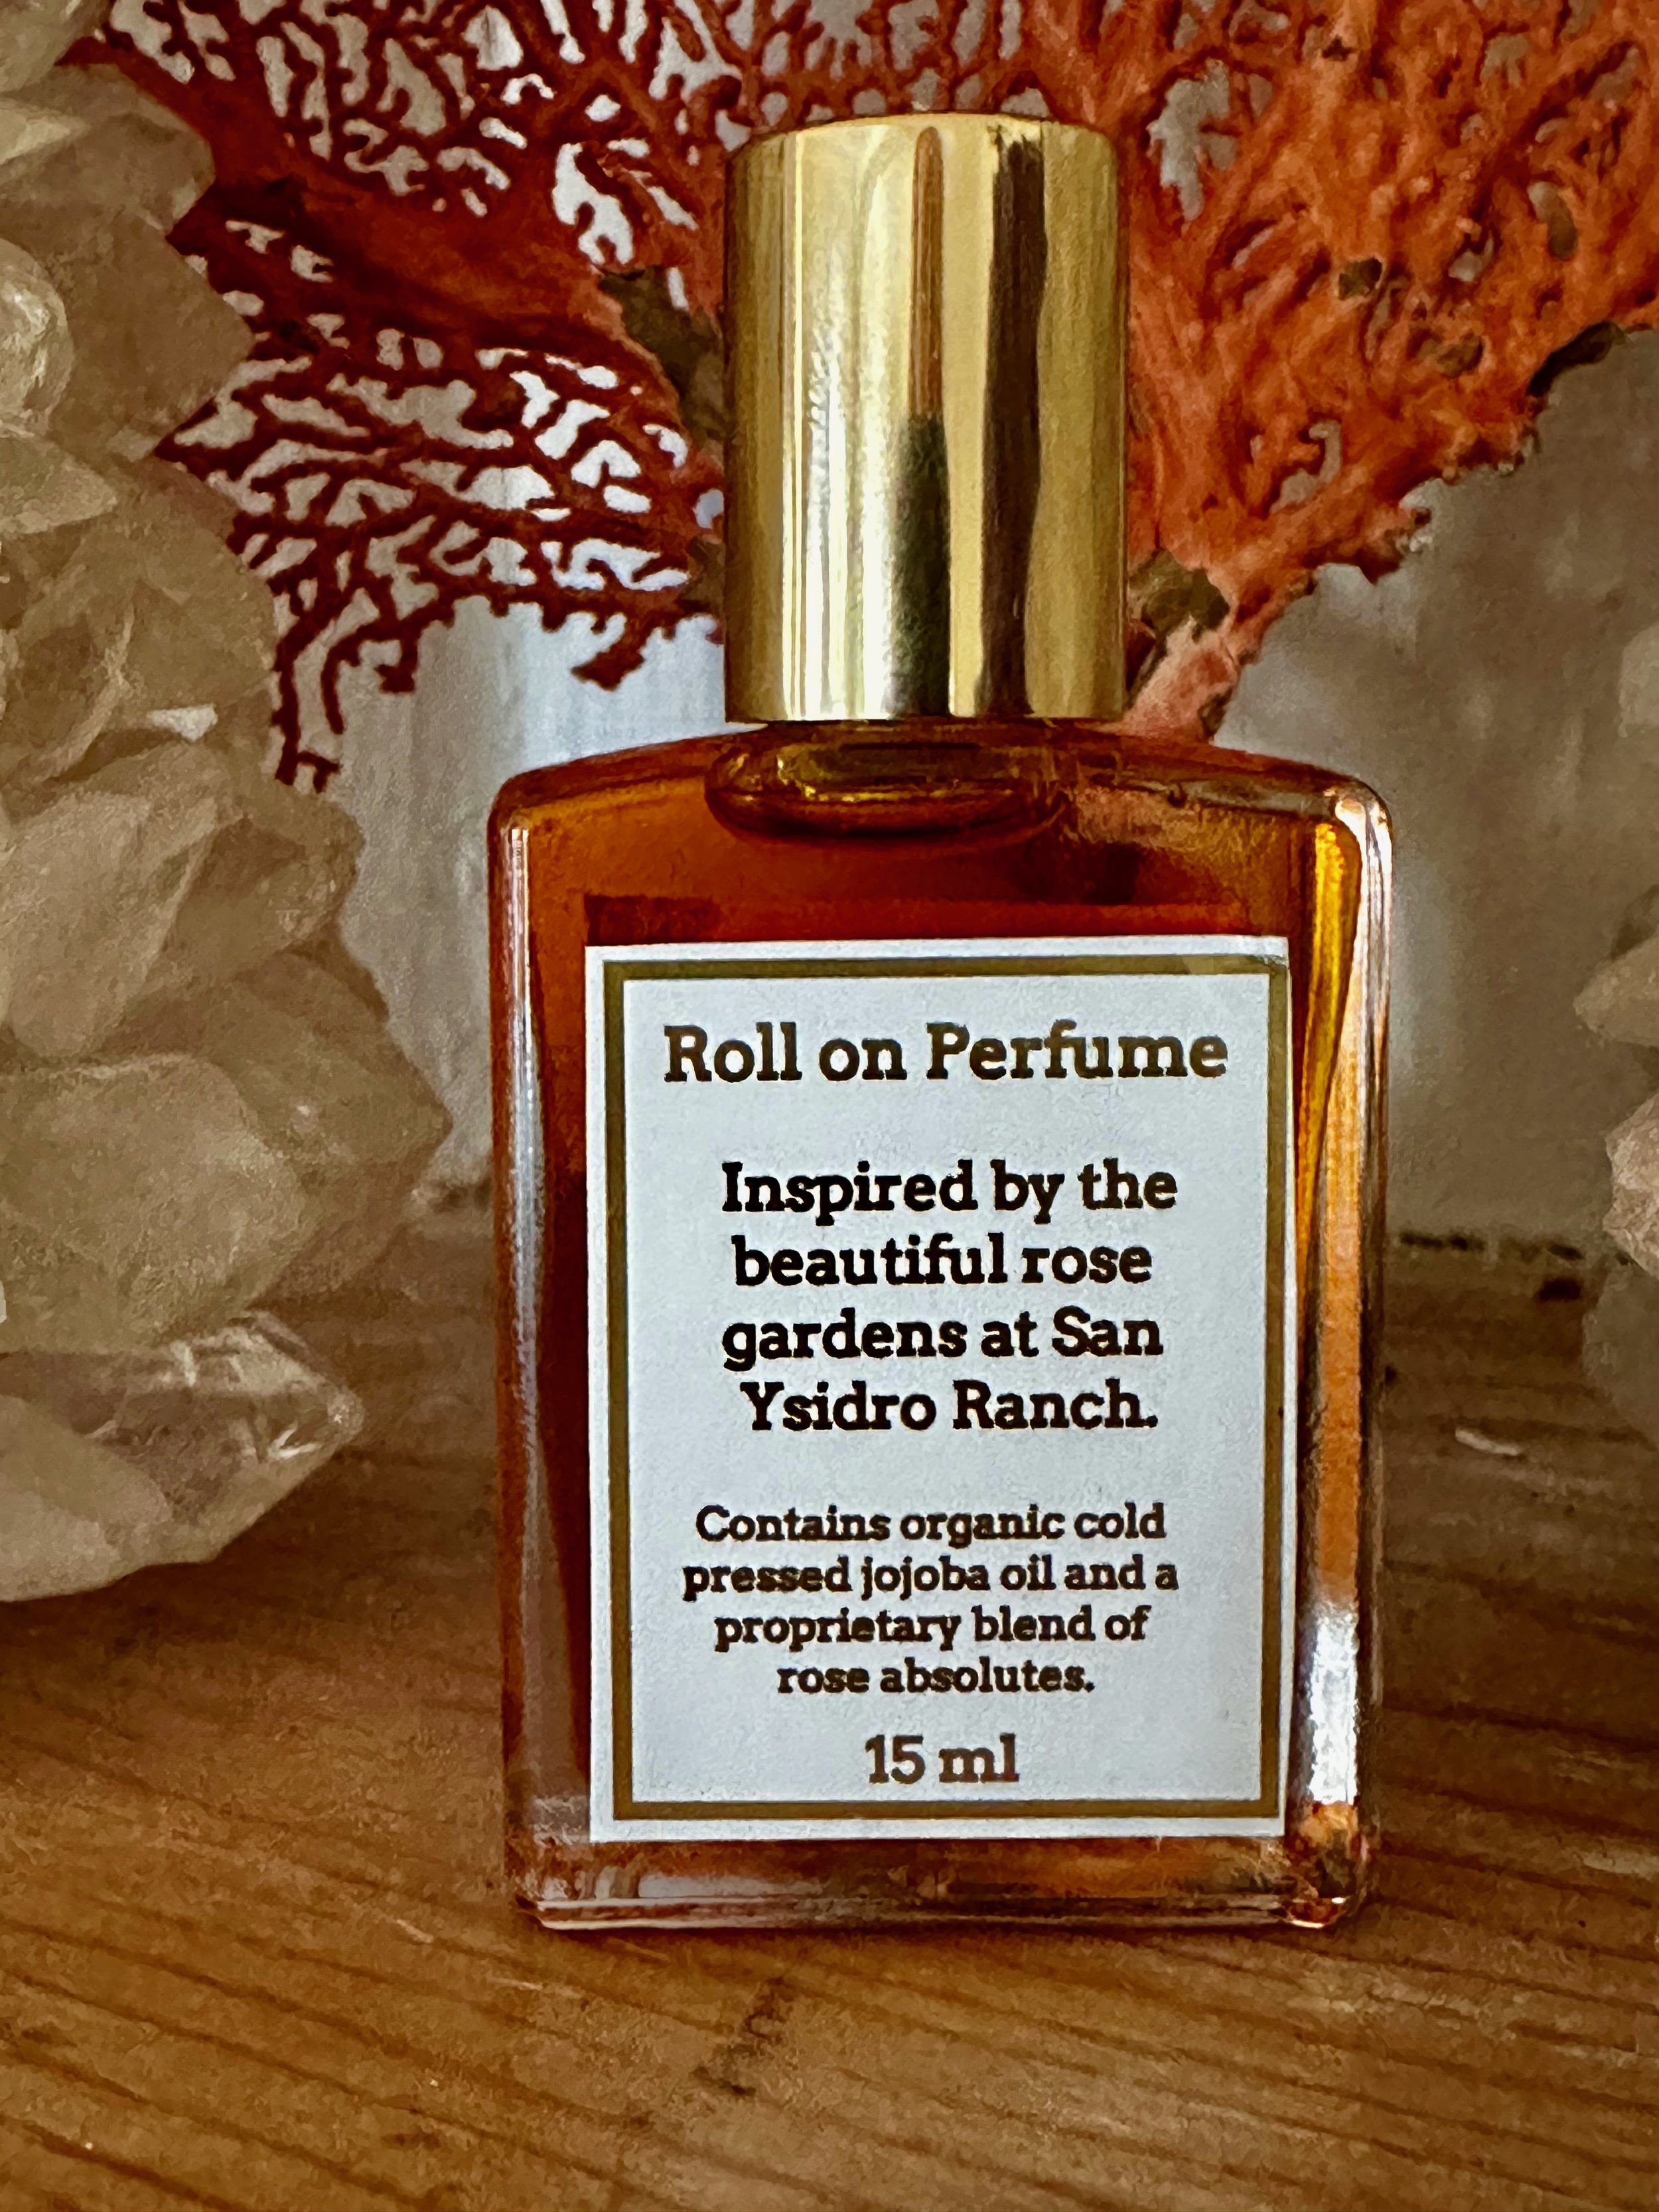 Roll on Perfume
Inspired by the
beautiful rose
gardens at San
Ysidro Ranch.
Contains organic cold
pressed jojoba oil and a
proprietary blend of
rose absolutes.
15 ml